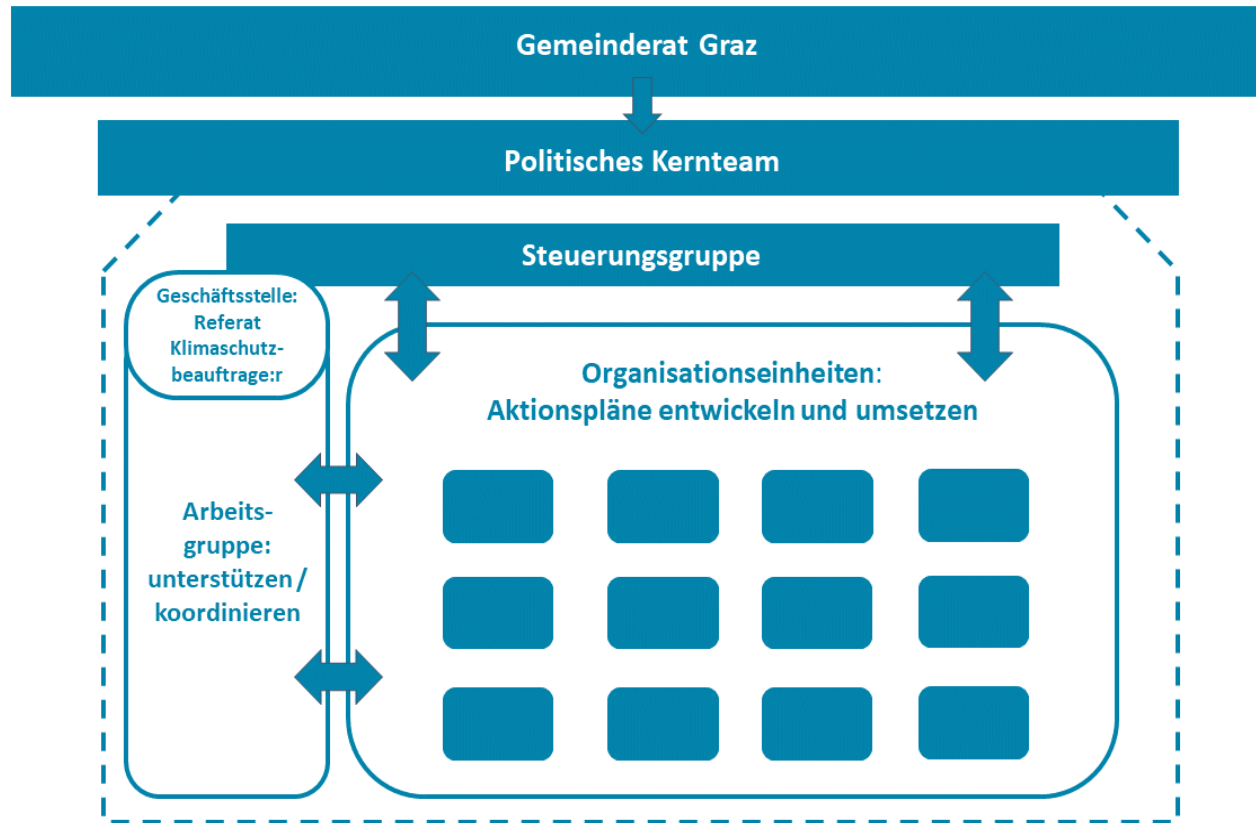 Gemeinderat Graz
Politisches Kernteam
Steuerungsgruppe
Geschäftsstelle:
Referat
Klimaschutz-
beauftrage:r
Organisationseinheiten:
Aktionspläne entwickeln und umsetzen
Arbeits-
gruppe:
unterstützen /
koordinieren